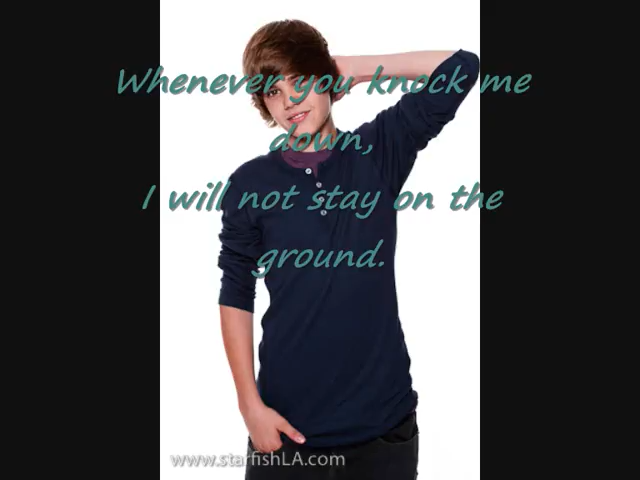 Whenever you knock me
down,
I will not stay on the
ground.
www.starfishLA.com